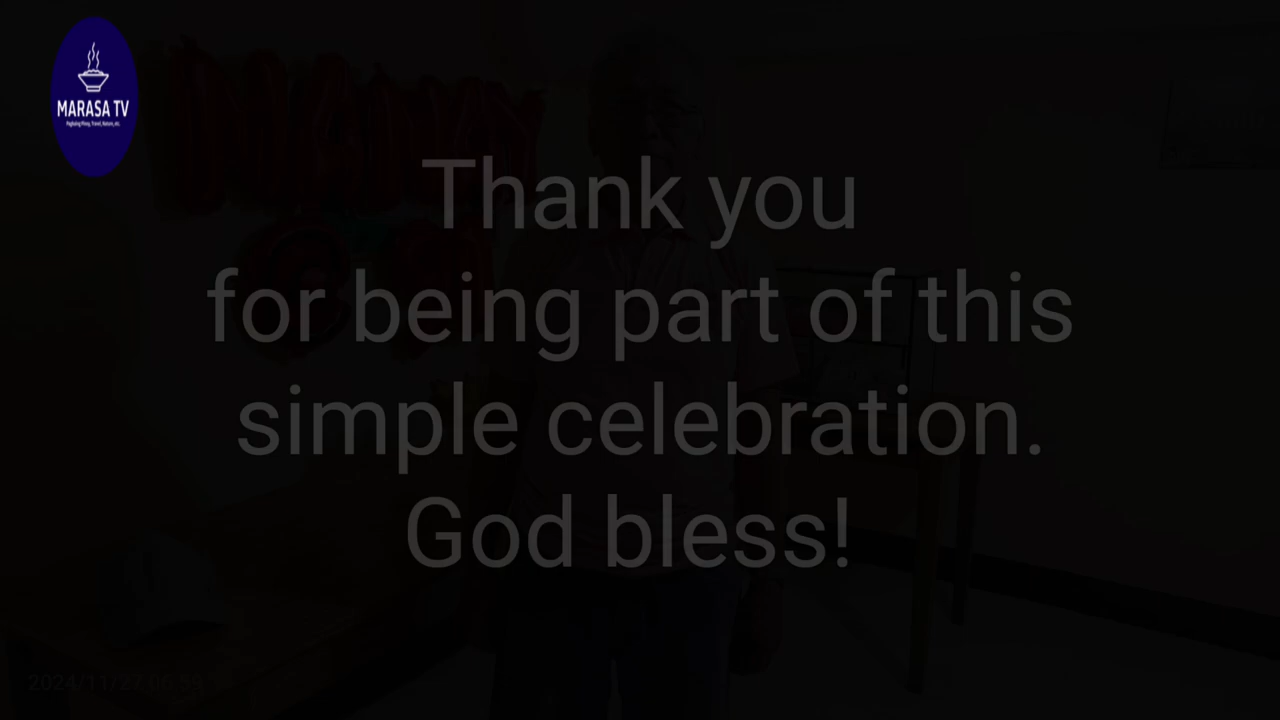 MARASA TV
Thank you
for being part of this
simple celebration.
God bless!